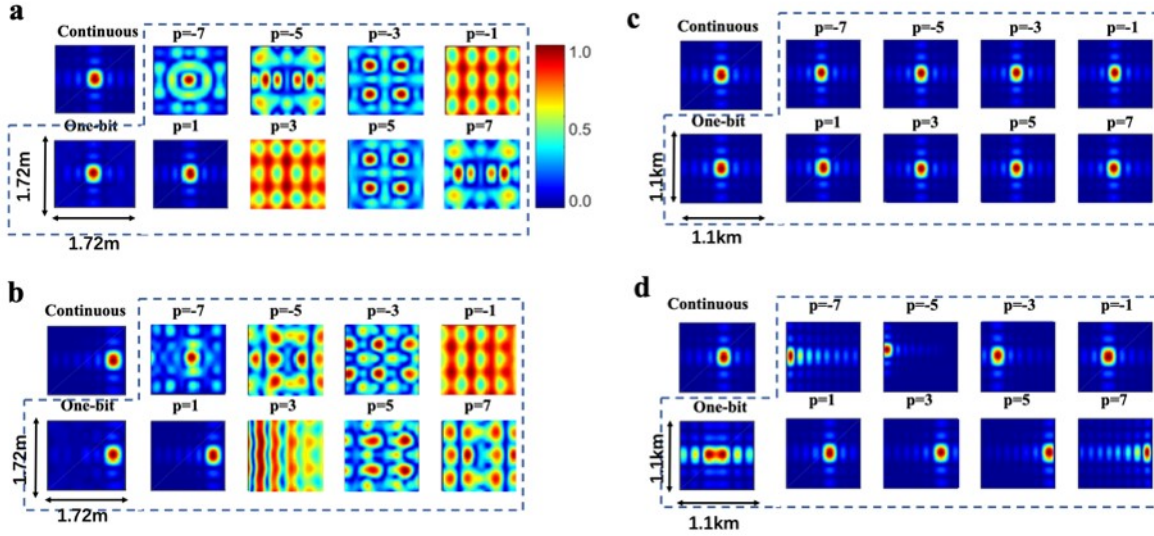 a
Continuous p=-7 p=-5 p=-3 p=-1
1.0
0.5
0.0
One-bit p=1 p=3 p=5 p=7
1.72m
1.72m
b
Continuous p=-7 p=-5 p=-3 p=-1
One-bit p=1 p=3 p=5 p=7
1.72m
1.72m
c
Continuous p=-7 p=-5 p=-3 p=-1
One-bit p=1 p=3 p=5 p=7
1.1km
1.1km
d
Continuous p=-7 p=-5 p=-3 p=-1
One-bit p=1 p=3 p=5 p=7
1.1km
1.1km